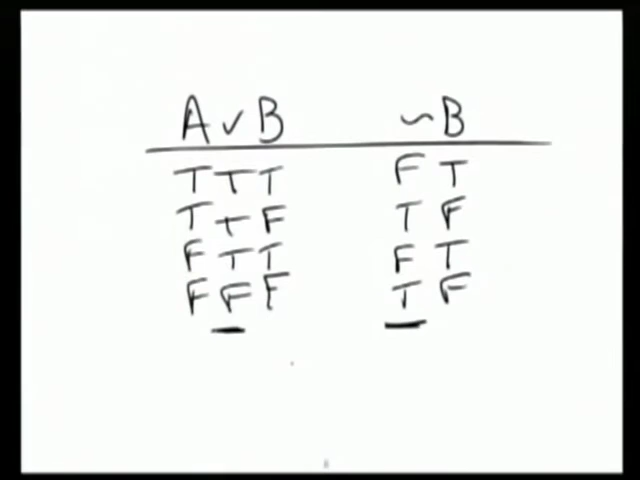 A ∨ B ~B
T T T F T
T T F T F
F T T F T
F F F T F